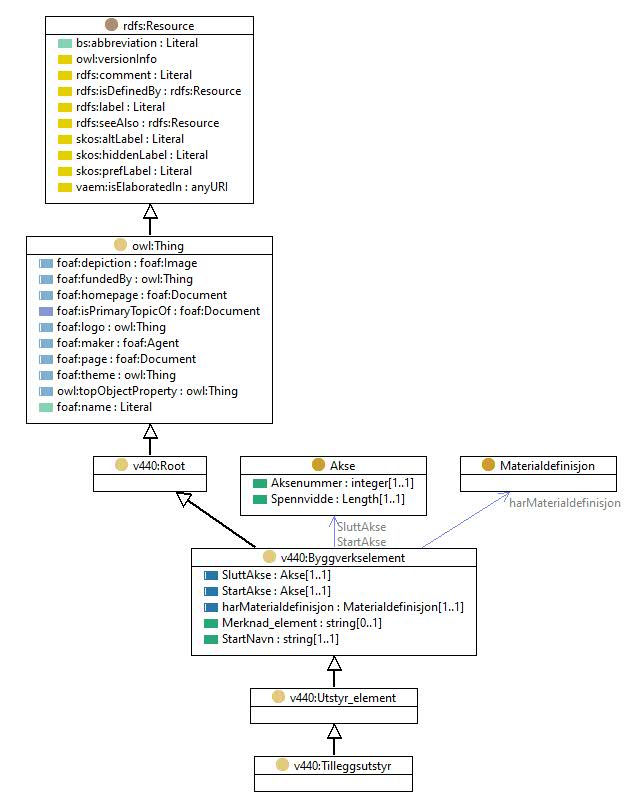 rdfs:Resource
bs:abbreviation : Literal
owl:versionInfo
rdfs:comment : Literal
rdfs:isDefinedBy : rdfs:Resource
rdfs:label : Literal
rdfs:seeAlso : rdfs:Resource
skos:altLabel : Literal
skos:hiddenLabel : Literal
skos:prefLabel : Literal
vaem:isElaboratedIn : anyURI
owl:Thing
foaf:depiction : foaf:Image
foaf:fundedBy : owl:Thing
foaf:homepage : foaf:Document
foaf:isPrimaryTopicOf : foaf:Document
foaf:logo : owl:Thing
foaf:maker : foaf:Agent
foaf:page : foaf:Document
foaf:theme : owl:Thing
owl:topObjectProperty : owl:Thing
foaf:name : Literal
v440:Root
Akse
Aksenummer : integer[1..1]
Spennvidde : Length[1..1]
Materialdefinisjon
harMaterialdefinisjon
SluttAkse
StartAkse
v440:Byggverkselement
SluttAkse : Akse[1..1]
StartAkse : Akse[1..1]
harMaterialdefinisjon : Materialdefinisjon[1..1]
Merknad_element : string[0..1]
StartNavn : string[1..1]
v440:Utstyr_element
v440:Tilleggsutstyr